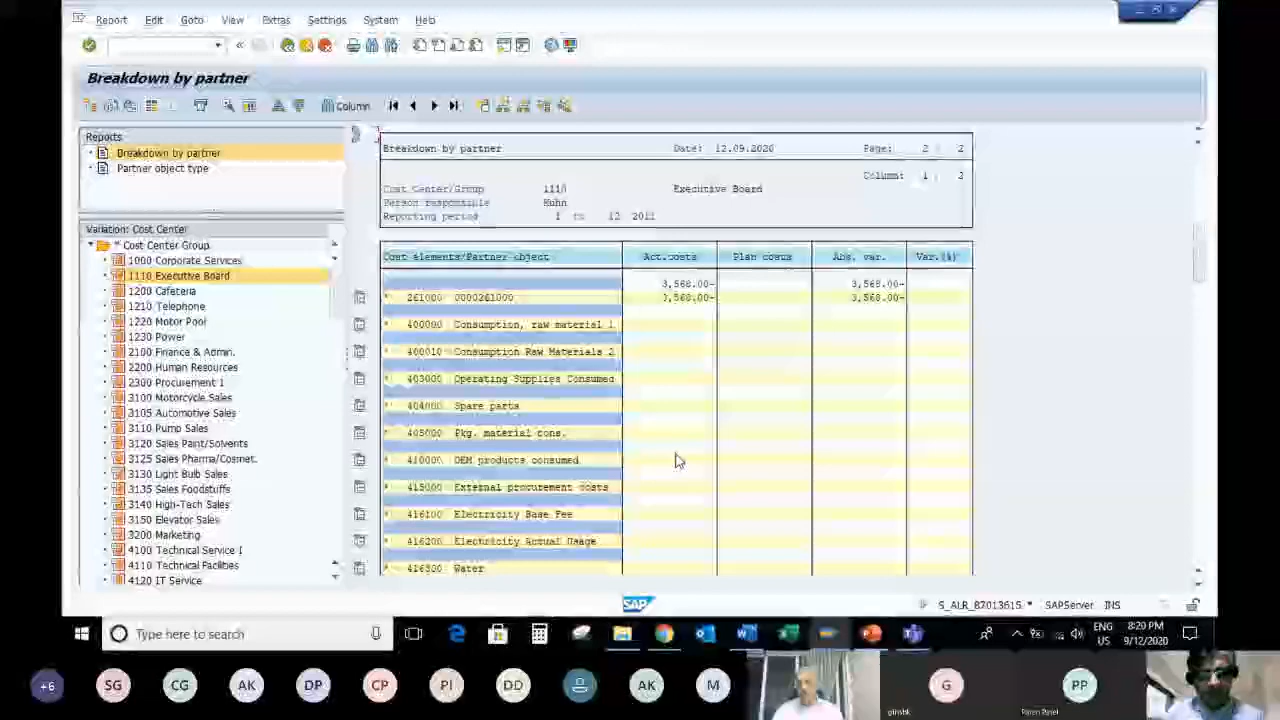 Report Edit Goto View Extras Settings System Help
Breakdown by partner
Column
Reports
Breakdown by partner
Partner object type
Variation: Cost Center
* Cost Center Group
1000 Corporate Services
1110 Executive Board
1200 Cafeteria
1210 Telephone
1220 Motor Pool
1230 Power
2100 Finance & Admin.
2200 Human Resources
2300 Procurement 1
3100 Motorcycle Sales
3105 Automotive Sales
3110 Pump Sales
3120 Sales Paint/Solvents
3125 Sales Pharma/Cosmet.
3130 Light Bulb Sales
3135 Sales Foodstuffs
3140 High-Tech Sales
3150 Elevator Sales
3200 Marketing
4100 Technical Service I
4110 Technical Facilities
4120 IT Service
Breakdown by partner Date: 12.09.2020 Page: 2 / 2
Column: 1 / 2
Cost Center/Group 1110 Executive Board
Person responsible Huhn
Reporting period 1 to 12 2011
Cost elements/Partner object Act.costs Plan costs Abs. var. Var.(%)
3,568.00- 3,568.00-
* 261000 0000261000 3,568.00- 3,568.00-
* 400000 Consumption, raw material 1
* 400010 Consumption Raw Materials 2
* 403000 Operating Supplies Consumed
* 404000 Spare parts
* 405000 Pkg. material cons.
* 410000 OEM products consumed
* 415000 External procurement costs
* 416100 Electricity Base Fee
* 416200 Electricity Actual Usage
* 416300 Water
SAP
S_ALR_87013615 SAPServer INS
Type here to search
ENG
US
8:20 PM
9/12/2020
+6 SG CG AK DP CP PI DD AK M G PP
girishk